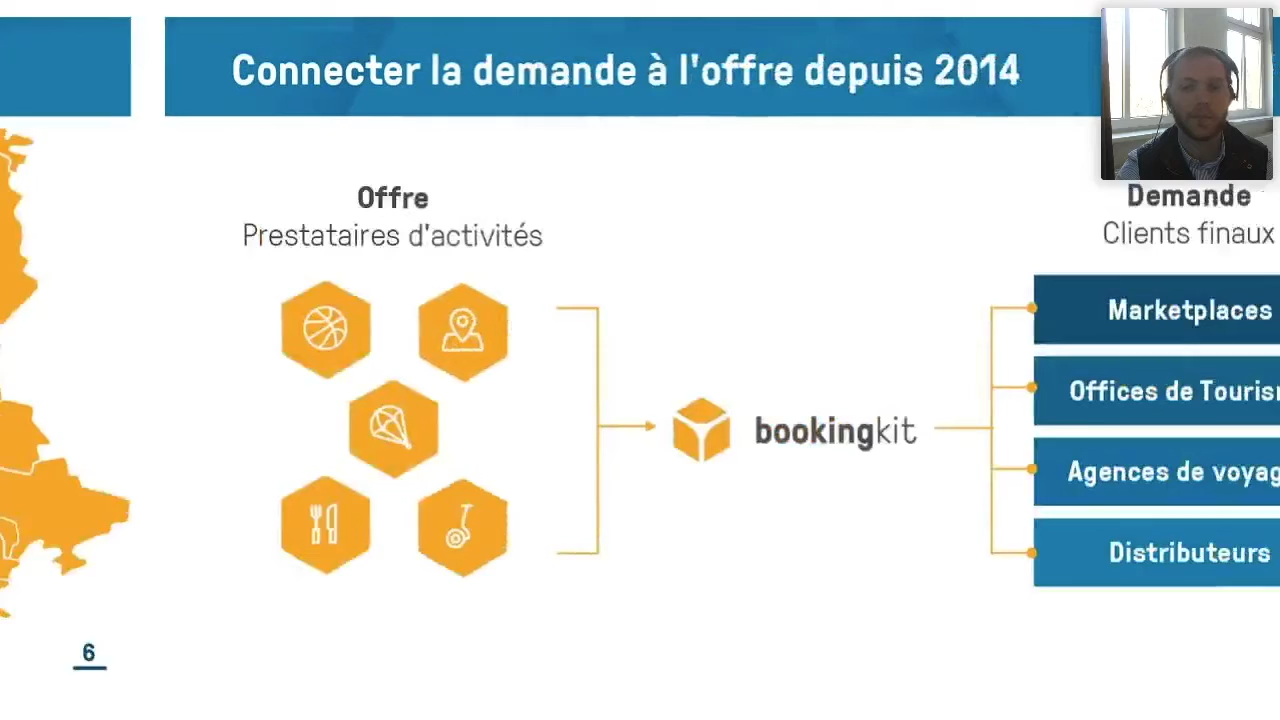 Connecter la demande à l'offre depuis 2014
Offre
Prestataires d'activités
Demande
Clients finaux
bookingkit
Marketplaces
Offices de Touris
Agences de voyag
Distributeurs
6